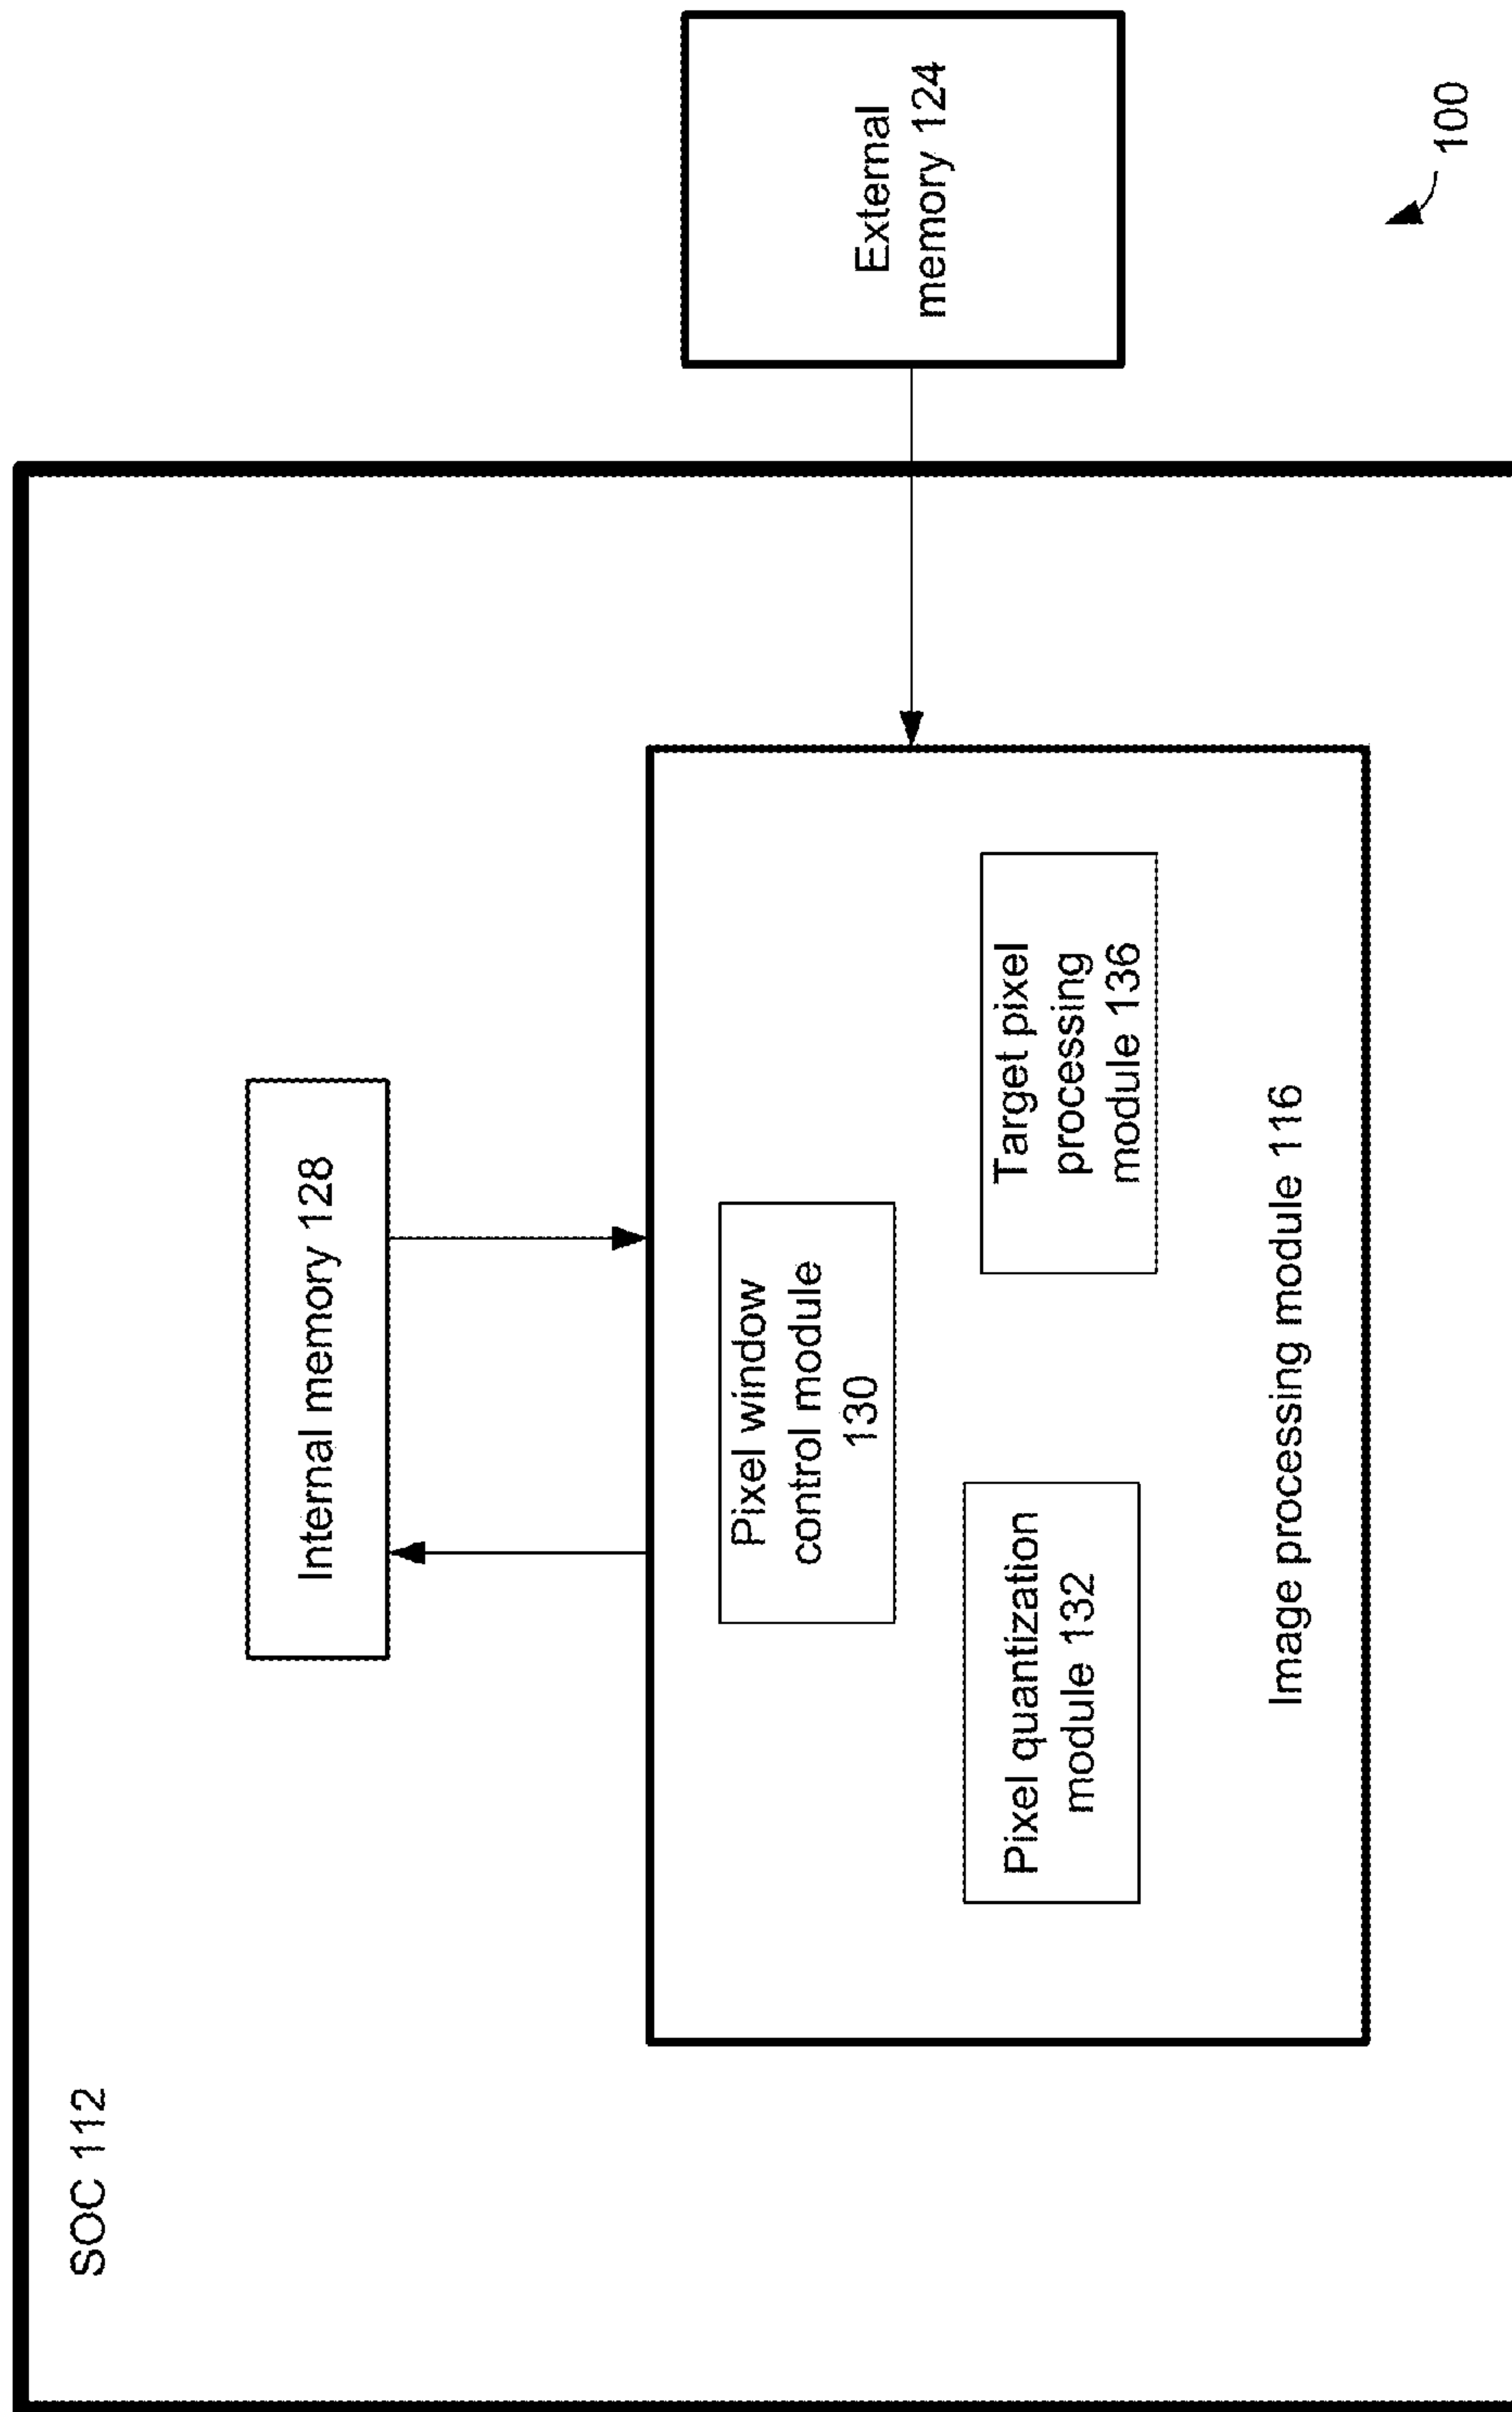 SOC 112
Internal memory 128
Pixel window
control module
130
Pixel quantization
module 132
Target pixel
processing
module 136
Image processing module 116
External
memory 124
100